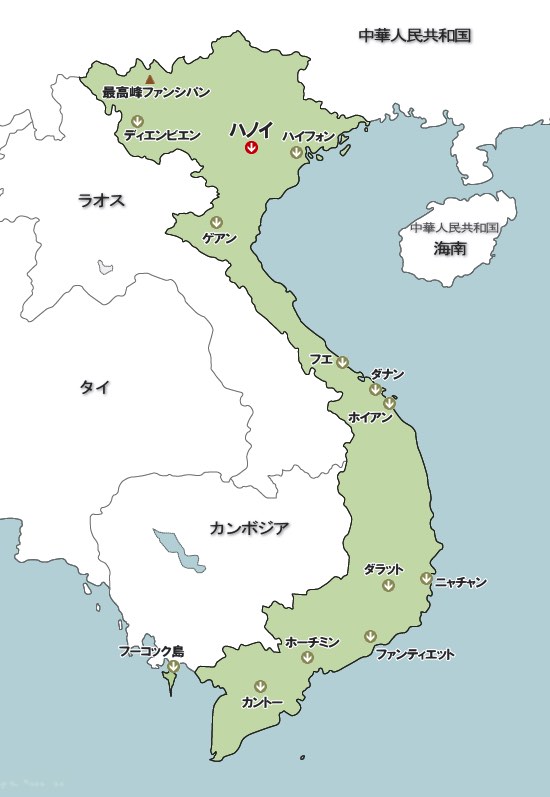 中華人民共和国
最高峰ファンシパン
ディエンビエン
ハノイ
ハイフォン
ラオス
ゲアン
中華人民共和国
海南
フエ
ダナン
ホイアン
タイ
カンボジア
ダラット
ニャチャン
ホーチミン
ファンティエット
フーコック島
カントー